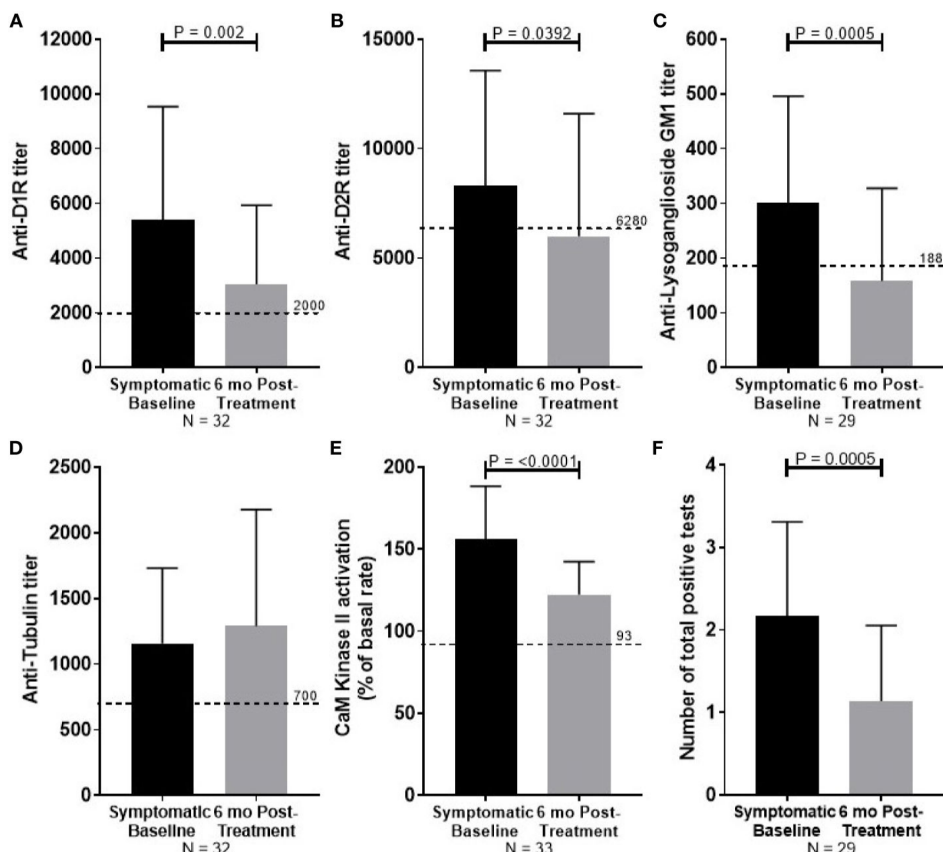 A
P = 0.002
Anti-D1R titer
12000
10000
8000
6000
4000
2000
0
2000
Symptomatic 6 mo Post-
Baseline Treatment
N = 32
B
P = 0.0392
Anti-D2R titer
15000
10000
5000
0
6280
Symptomatic 6 mo Post-
Baseline Treatment
N = 32
C
P = 0.0005
Anti-Lysoganglioside GM1 titer
600
500
400
300
200
100
0
188
Symptomatic 6 mo Post-
Baseline Treatment
N = 29
D
Anti-Tubulin titer
2500
2000
1500
1000
500
0
700
Symptomatic 6 mo Post-
Baseline Treatment
N = 32
E
P = <0.0001
CaM Kinase II activation
(% of basal rate)
200
150
100
50
0
93
Symptomatic 6 mo Post-
Baseline Treatment
N = 33
F
P = 0.0005
Number of total positive tests
4
3
2
1
0
Symptomatic 6 mo Post-
Baseline Treatment
N = 29